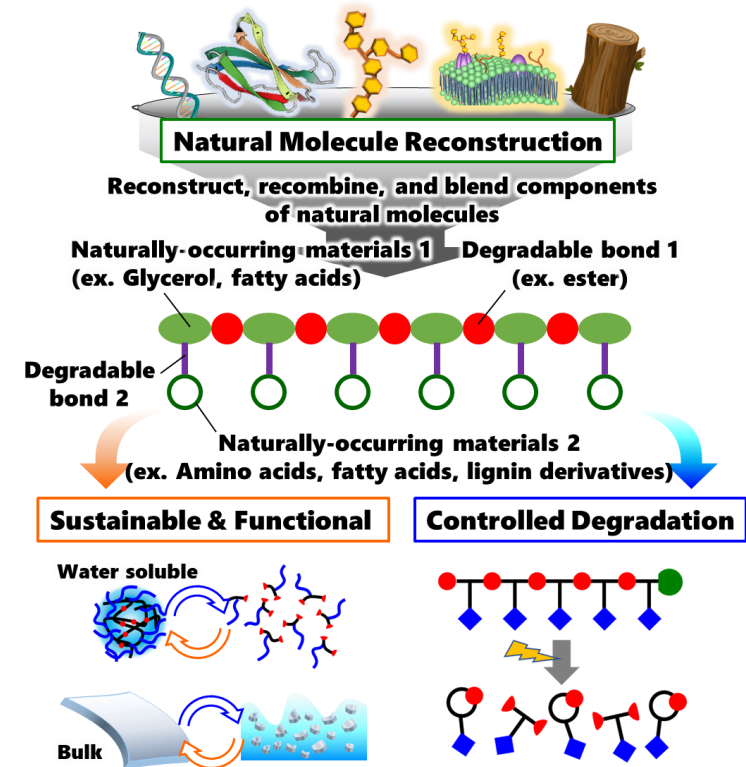 Natural Molecule Reconstruction
Reconstruct, recombine, and blend components
of natural molecules
Naturally-occurring materials 1
(ex. Glycerol, fatty acids)
Degradable bond 1
(ex. ester)
Degradable
bond 2
Naturally-occurring materials 2
(ex. Amino acids, fatty acids, lignin derivatives)
Sustainable & Functional
Controlled Degradation
Water soluble
Bulk